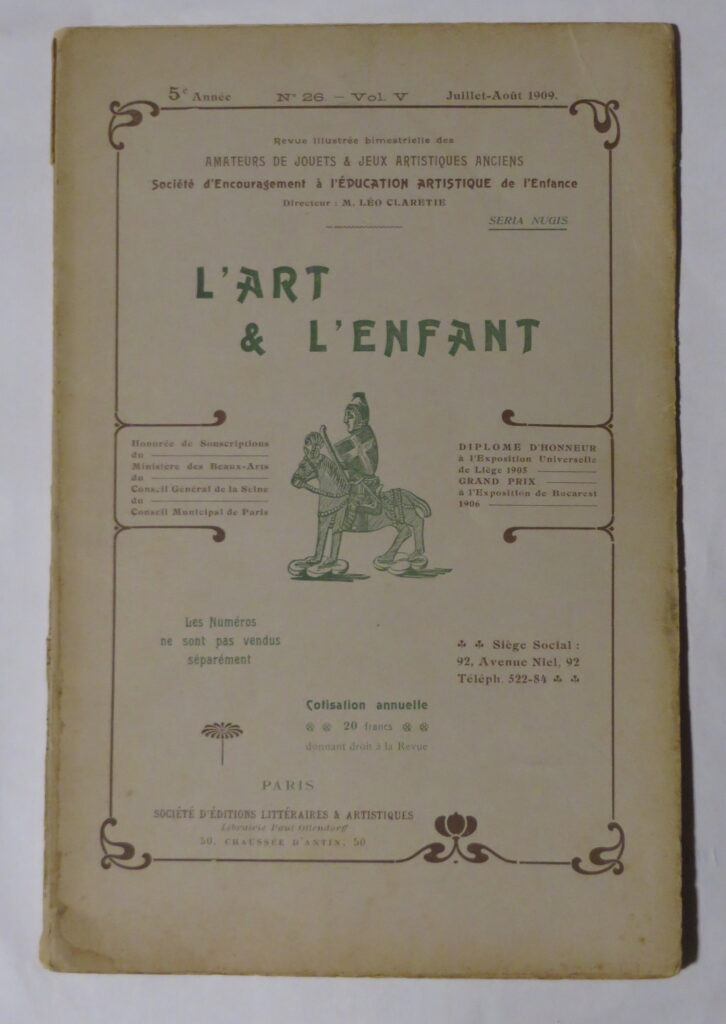 5e Année
N° 26 – Vol. V
Juillet-Août 1909.
Revue illustrée bimestrielle des
AMATEURS DE JOUETS & JEUX ARTISTIQUES ANCIENS
Société d'Encouragement à l'ÉDUCATION ARTISTIQUE de l'Enfance
Directeur : M. LÉO CLARETIE
SERIA NUGIS
L'ART
& L'ENFANT
Honorée de Souscriptions
du
Ministère des Beaux-Arts
du
Conseil Général de la Seine
du
Conseil Municipal de Paris
DIPLOME D'HONNEUR
à l'Exposition Universelle
de Liège 1905
GRAND PRIX
à l'Exposition de Bucarest
1906
Les Numéros
ne sont pas vendus
séparément
Siège Social :
92, Avenue Niel, 92
Téléph. 522-84
Cotisation annuelle
20 francs
donnant droit à la Revue
PARIS
SOCIÉTÉ D'ÉDITIONS LITTÉRAIRES & ARTISTIQUES
Librairie Paul Ollendorff
50, CHAUSSÉE D'ANTIN, 50